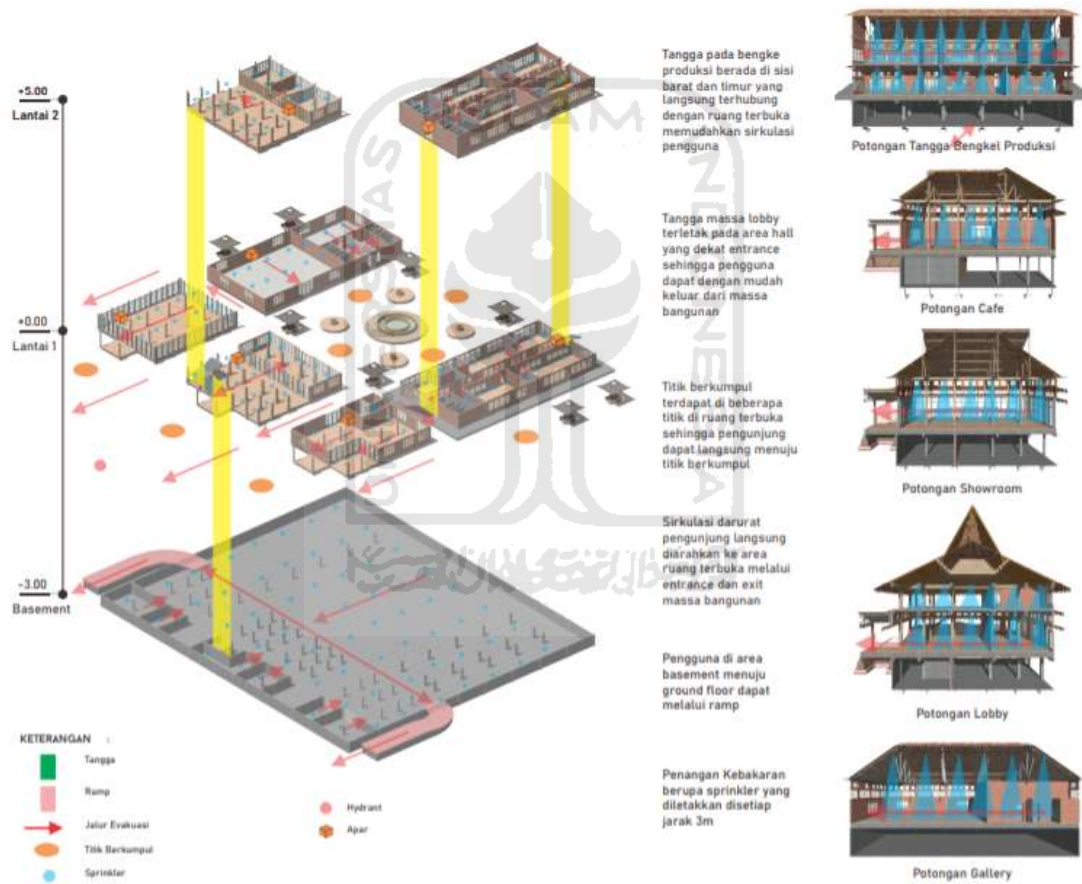 +5.00
Lantai 2
+0.00
Lantai 1
-3.00
Basement
KETERANGAN :
Tangga
Ramp
Jalur Evakuasi
Titik Berkumpul
Sprinkler
Hydrant
Apar
Tangga pada bengke
produksi berada di sisi
barat dan timur yang
langsung terhubung
dengan ruang terbuka
memudahkan sirkulasi
pengguna
Tangga massa lobby
terletak pada area hall
yang dekat entrance
sehingga pengguna
dapat dengan mudah
keluar dari massa
bangunan
Titik berkumpul
terdapat di beberapa
titik di ruang terbuka
sehingga pengunjung
dapat langsung menuju
titik berkumpul
Sirkulasi darurat
pengunjung langsung
diarahkan ke area
ruang terbuka melalui
entrance dan exit
massa bangunan
Pengguna di area
basement menuju
ground floor dapat
melalui ramp
Penangan Kebakaran
berupa sprinkler yang
diletakkan disetiap
jarak 3m
Potongan Tangga Bengkel Produksi
Potongan Cafe
Potongan Showroom
Potongan Lobby
Potongan Gallery